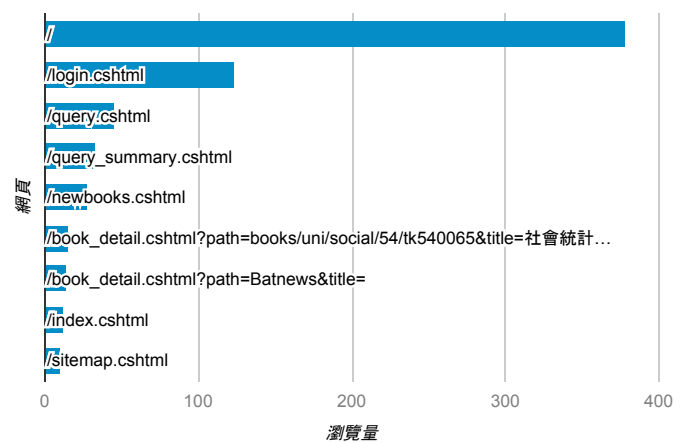 /
/login.cshtml
/query.cshtml
/query_summary.cshtml
/newbooks.cshtml
/book_detail.cshtml?path=books/uni/social/54/tk540065&title=社會統計…
/book_detail.cshtml?path=Batnews&title=
/index.cshtml
/sitemap.cshtml
網頁
0 100 200 300 400
瀏覽量